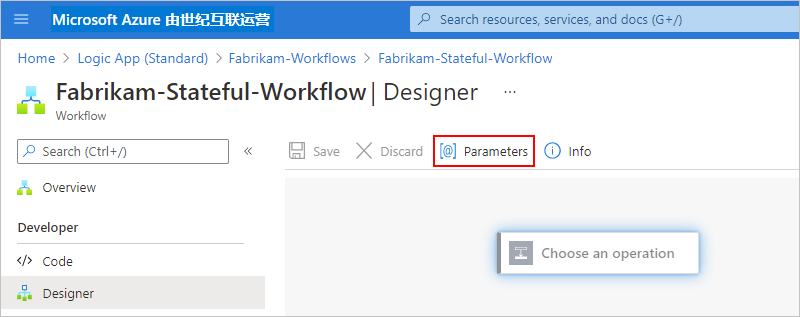 Microsoft Azure 由世纪互联运营
Search resources, services, and docs (G+/)
Home > Logic App (Standard) > Fabrikam-Workflows > Fabrikam-Stateful-Workflow
Fabrikam-Stateful-Workflow | Designer ...
Workflow
Search (Ctrl+/) «
Save Discard [@] Parameters Info
Overview
Developer
</> Code
Designer
Choose an operation